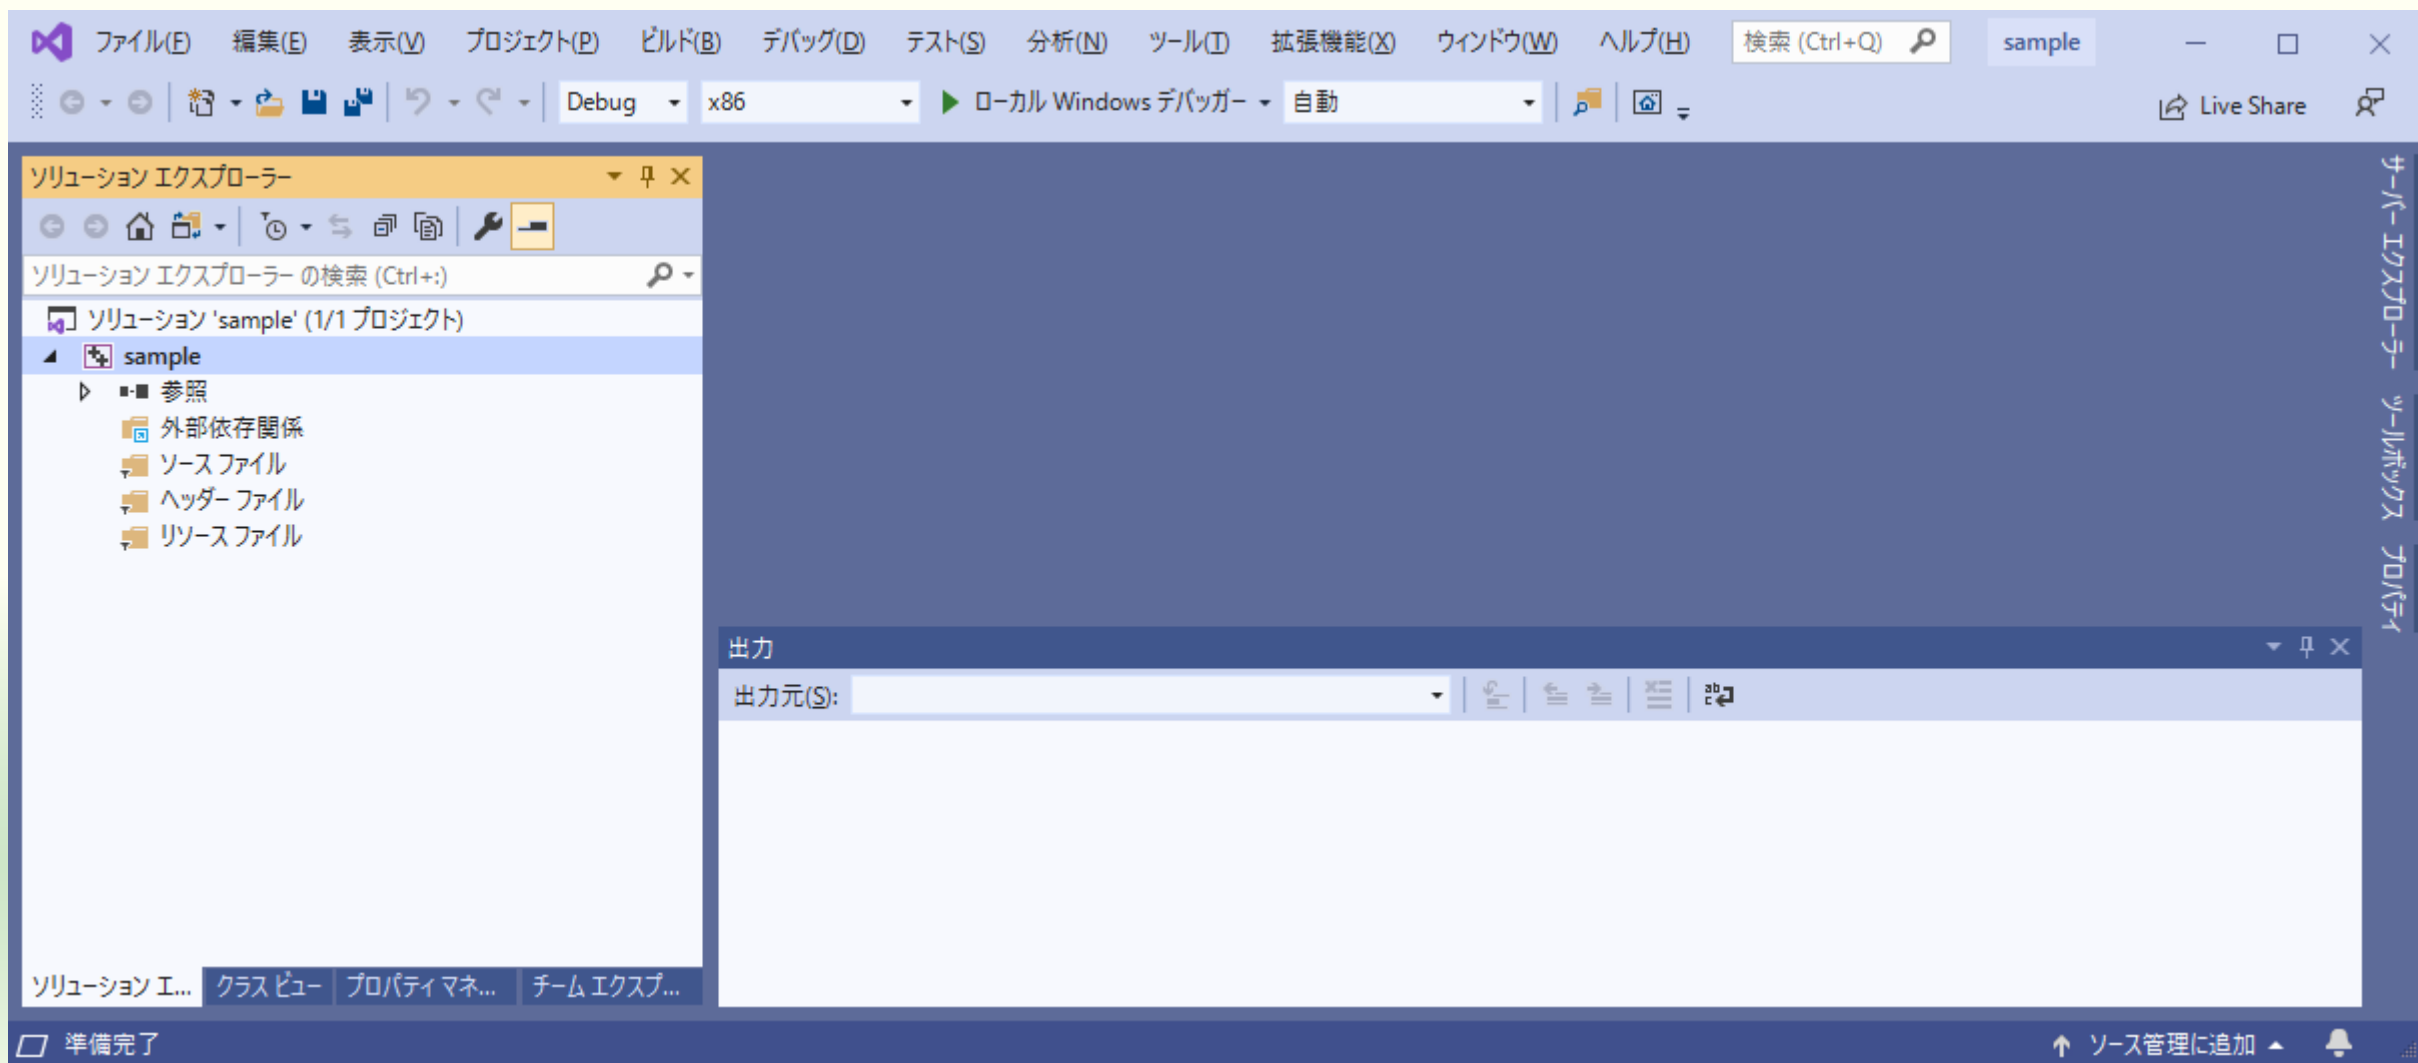 ファイル(F) 編集(E) 表示(V) プロジェクト(P) ビルド(B) デバッグ(D) テスト(S) 分析(N) ツール(T) 拡張機能(X) ウィンドウ(W) ヘルプ(H) 検索 (Ctrl+Q) sample
Debug x86 ローカル Windows デバッガー 自動 Live Share
ソリューション エクスプローラー
ソリューション エクスプローラー の検索 (Ctrl+:)
ソリューション 'sample' (1/1 プロジェクト)
sample
参照
外部依存関係
ソース ファイル
ヘッダー ファイル
リソース ファイル
ソリューション エ... クラス ビュー プロパティ マネ... チーム エクスプ...
出力
出力元(S):
サーバー エクスプローラー
ツールボックス
プロパティ
準備完了
ソース管理に追加